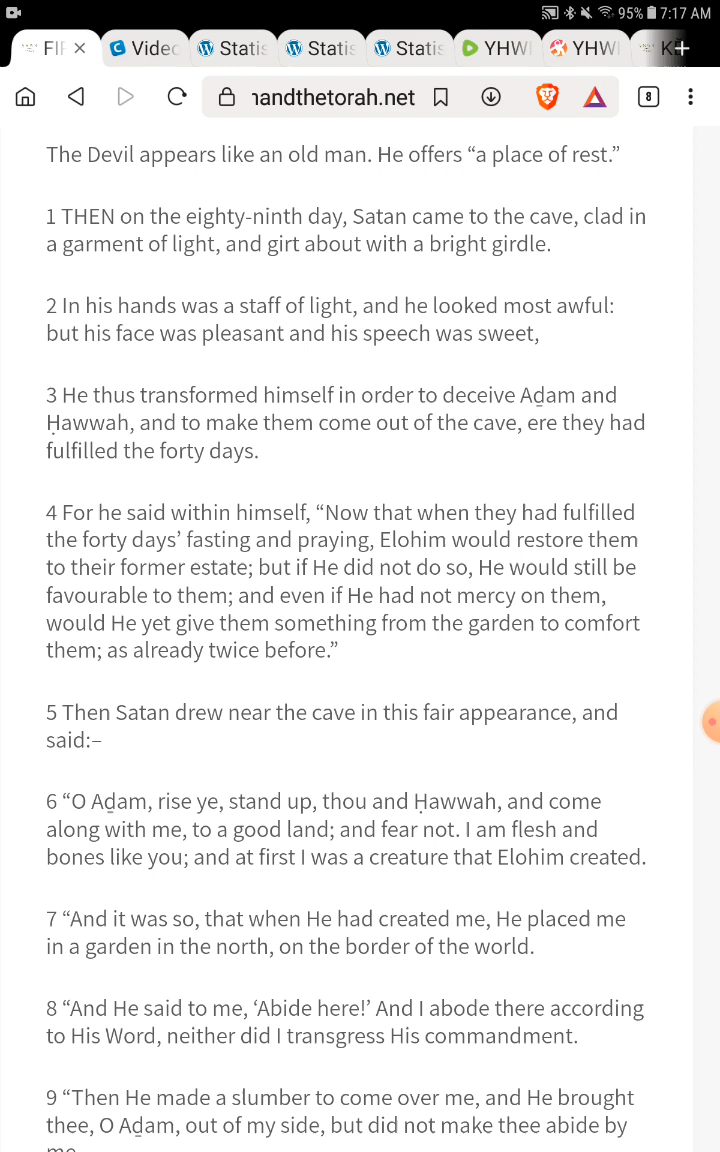 95% 7:17 AM
FIF Videc Statis Statis Statis YHWI YHWI K
nandthetorah.net 8
The Devil appears like an old man. He offers “a place of rest.”
1 THEN on the eighty-ninth day, Satan came to the cave, clad in
a garment of light, and girt about with a bright girdle.
2 In his hands was a staff of light, and he looked most awful:
but his face was pleasant and his speech was sweet,
3 He thus transformed himself in order to deceive Aḏam and
Ḥawwah, and to make them come out of the cave, ere they had
fulfilled the forty days.
4 For he said within himself, “Now that when they had fulfilled
the forty days’ fasting and praying, Elohim would restore them
to their former estate; but if He did not do so, He would still be
favourable to them; and even if He had not mercy on them,
would He yet give them something from the garden to comfort
them; as already twice before.”
5 Then Satan drew near the cave in this fair appearance, and
said:–
6 “O Aḏam, rise ye, stand up, thou and Ḥawwah, and come
along with me, to a good land; and fear not. I am flesh and
bones like you; and at first I was a creature that Elohim created.
7 “And it was so, that when He had created me, He placed me
in a garden in the north, on the border of the world.
8 “And He said to me, ‘Abide here!’ And I abode there according
to His Word, neither did I transgress His commandment.
9 “Then He made a slumber to come over me, and He brought
thee, O Aḏam, out of my side, but did not make thee abide by